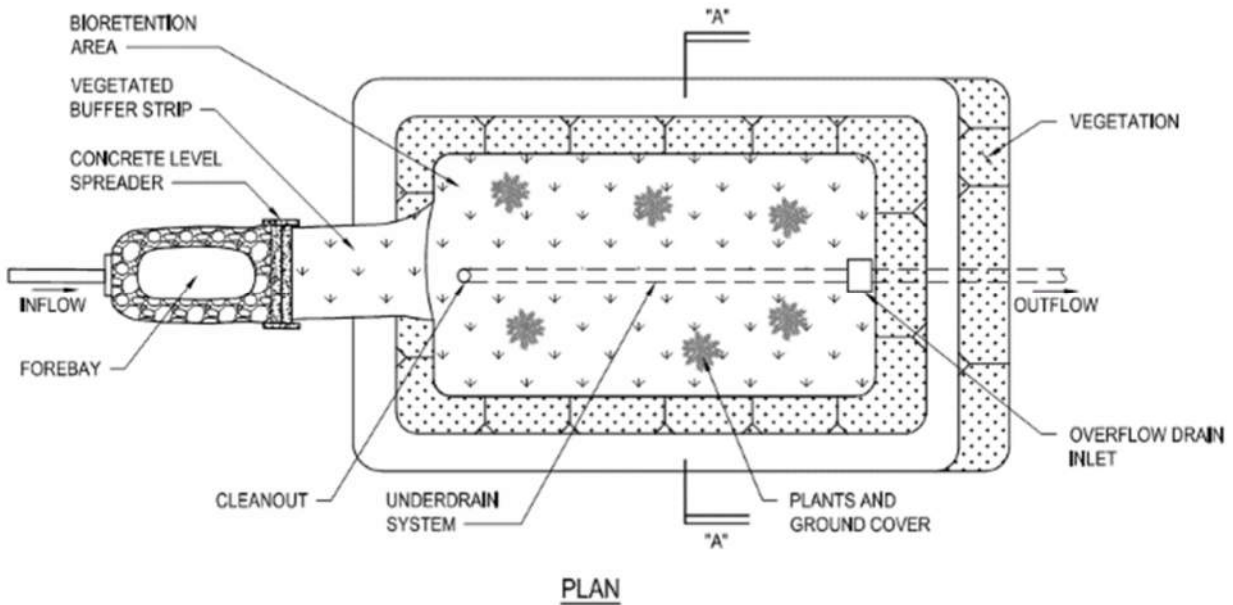 BIORETENTION
AREA
VEGETATED
BUFFER STRIP
CONCRETE LEVEL
SPREADER
INFLOW
FOREBAY
"A"
VEGETATION
OUTFLOW
OVERFLOW DRAIN
INLET
CLEANOUT
UNDERDRAIN
SYSTEM
PLANTS AND
GROUND COVER
"A"
PLAN